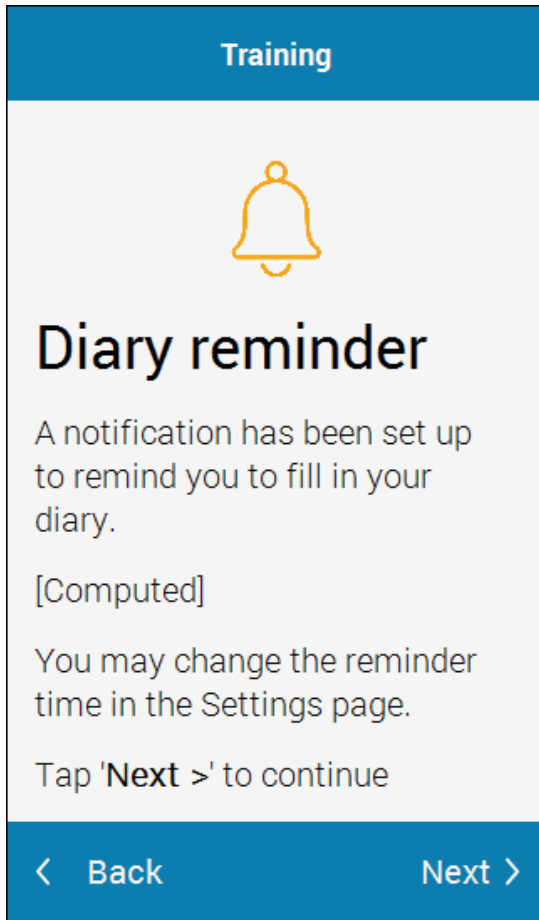 Training
Diary reminder
A notification has been set up
to remind you to fill in your
diary.
[Computed]
You may change the reminder
time in the Settings page.
Tap 'Next >' to continue
< Back Next >